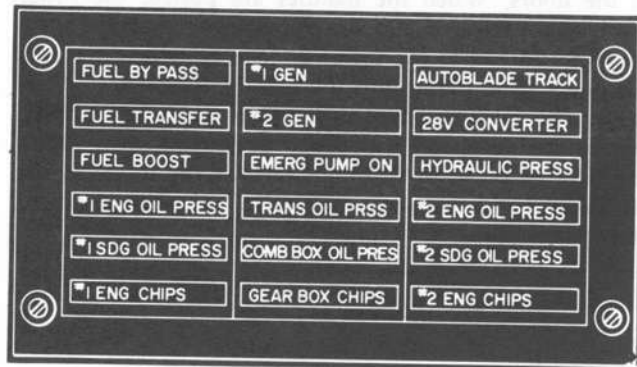 FUEL BY PASS
#1 GEN
AUTOBLADE TRACK
FUEL TRANSFER
#2 GEN
28V CONVERTER
FUEL BOOST
EMERG PUMP ON
HYDRAULIC PRESS
#1 ENG OIL PRESS
TRANS OIL PRSS
#2 ENG OIL PRESS
#1 SDG OIL PRESS
COMB BOX OIL PRES
#2 SDG OIL PRESS
#1 ENG CHIPS
GEAR BOX CHIPS
#2 ENG CHIPS